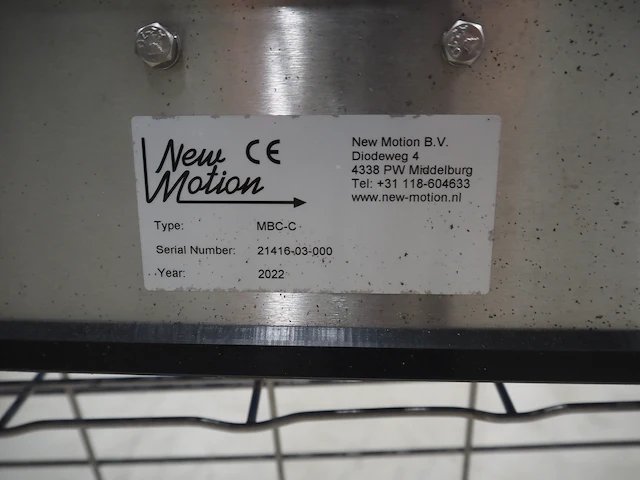 New Motion
CE
New Motion B.V.
Diodeweg 4
4338 PW Middelburg
Tel: +31 118-604633
www.new-motion.nl
Type: MBC-C
Serial Number: 21416-03-000
Year: 2022